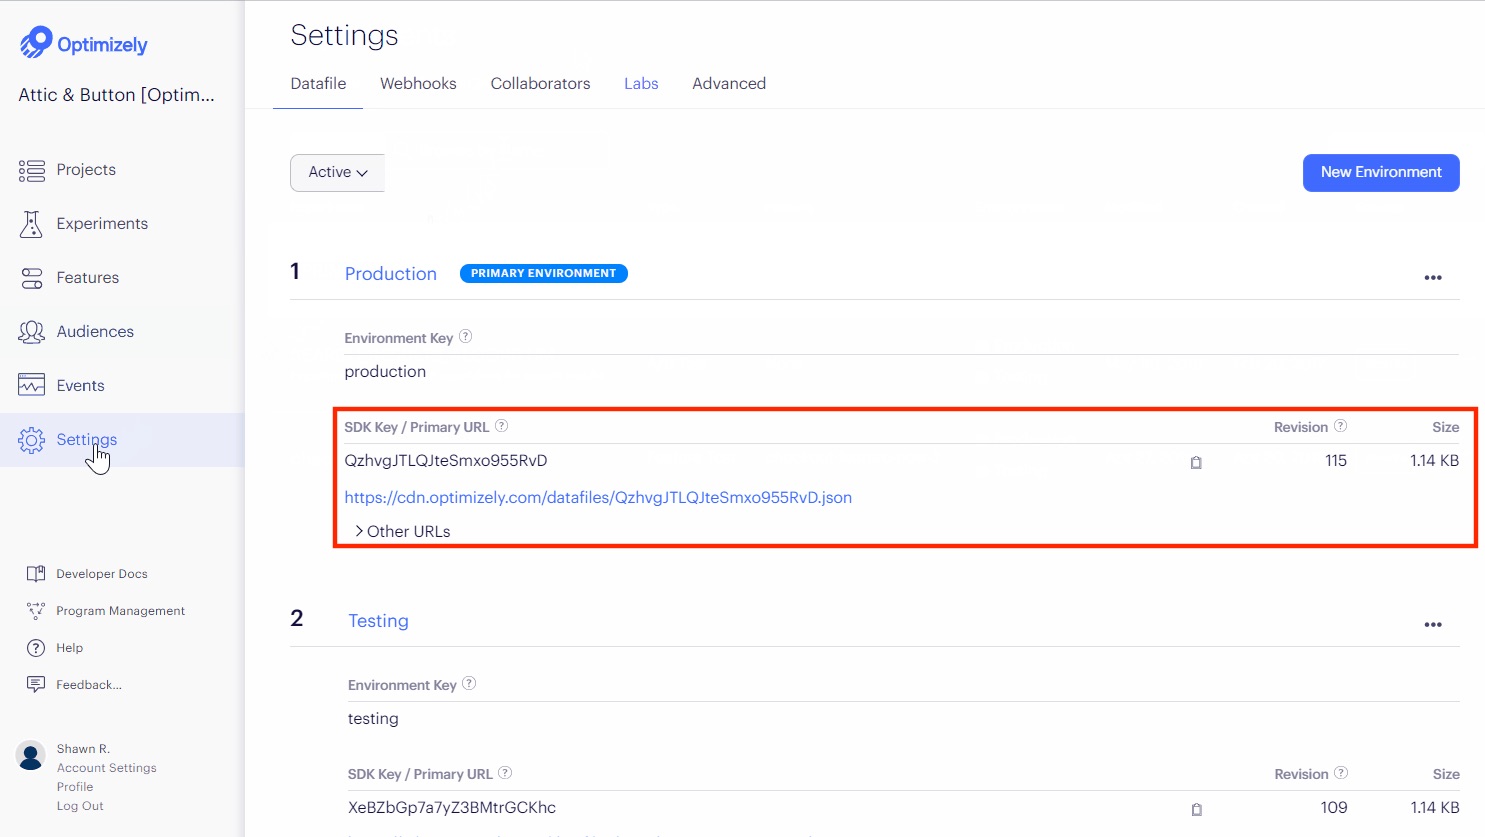 Optimizely
Attic & Button [Optim...
Projects
Experiments
Features
Audiences
Events
Settings
Developer Docs
Program Management
Help
Feedback...
Shawn R.
Account Settings
Profile
Log Out
Settings
Datafile Webhooks Collaborators Labs Advanced
Active
New Environment
1 Production PRIMARY ENVIRONMENT
Environment Key ?
production
SDK Key / Primary URL ? Revision ? Size
QzhvgJTLQJteSmxo955RvD 115 1.14 KB
https://cdn.optimizely.com/datafiles/QzhvgJTLQJteSmxo955RvD.json
Other URLs
2 Testing
Environment Key ?
testing
SDK Key / Primary URL ? Revision ? Size
XeBZbGp7a7yZ3BMtrGCKhc 109 1.14 KB